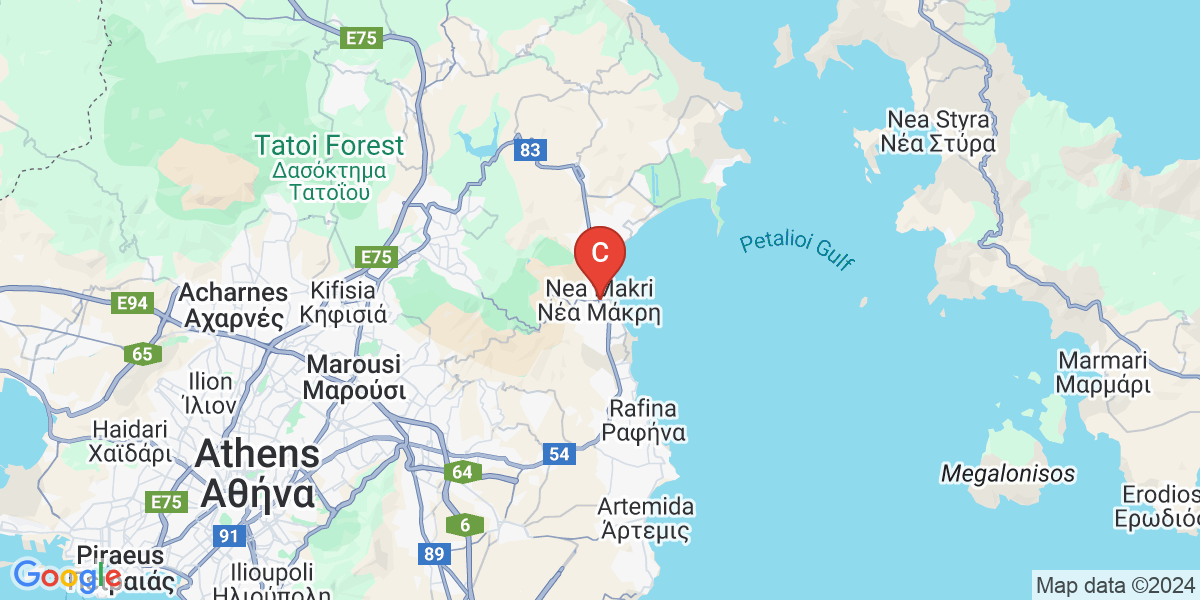 E75
Nea Styra
Νέα Στύρα
83
Tatoi Forest
Δασόκτημα
Τατοΐου
Petalioi Gulf
C
E75
Nea Makri
Νέα Μάκρη
Acharnes
Αχαρνές
Kifisia
Κηφισιά
E94
65
Marousi
Μαρούσι
Marmari
Μαρμάρι
Ilion
Ίλιον
Rafina
Ραφήνα
Haidari
Χαϊδάρι
Athens
Αθήνα
54
64
Megalonisos
E75
Artemida
Άρτεμις
Erodios
Ερωδιός
6
91
89
Piraeus
Πειραιάς
Ilioupoli
Ηλιούπολη
Google
Map data ©2024